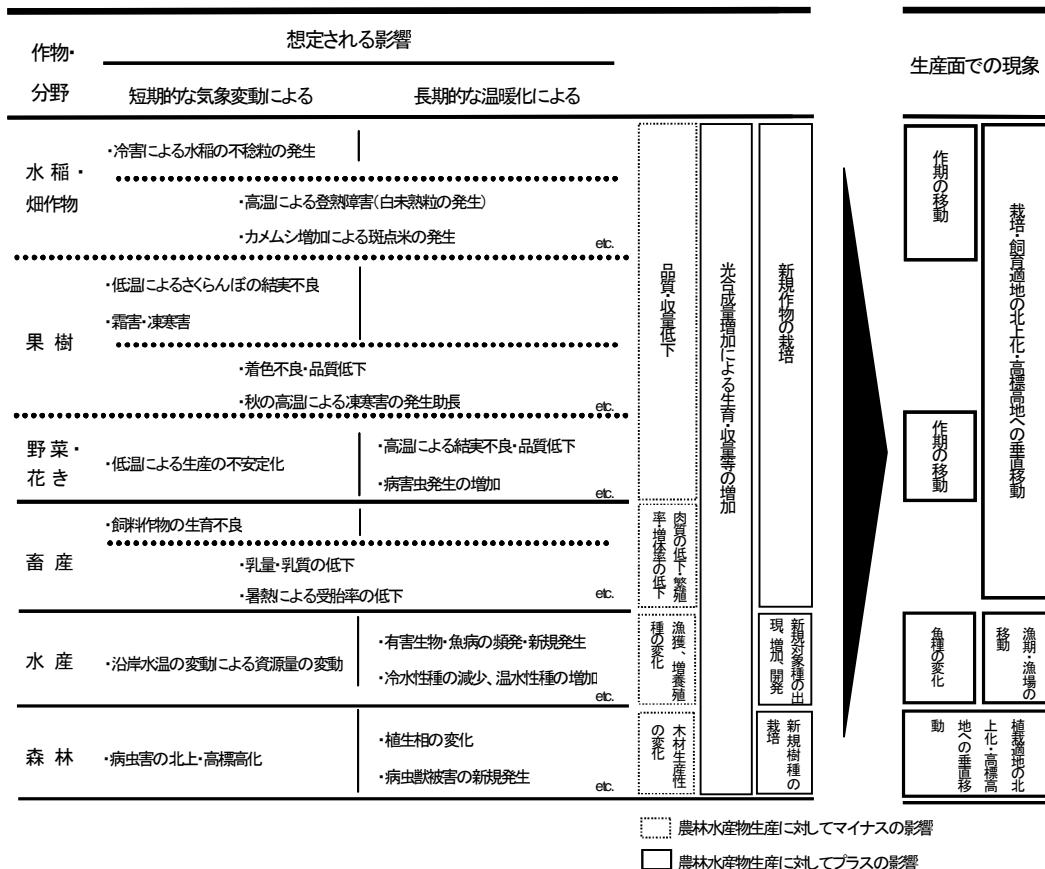 作物・
分野
想定される影響
短期的な気象変動による
長期的な温暖化による
生産面での現象
水稲・
畑作物
・冷害による水稲の不稔粒の発生
・高温による登熟障害(白未熟粒の発生)
・カメムシ増加による斑点米の発生
etc.
果樹
・低温によるさくらんぼの結実不良
・霜害・凍寒害
・着色不良・品質低下
・秋の高温による凍寒害の発生助長
etc.
野菜・
花き
・低温による生産の不安定化
・高温による結実不良・品質低下
・病害虫発生の増加
etc.
畜産
・飼料作物の生育不良
・乳量・乳質の低下
・暑熱による受胎率の低下
etc.
水産
・沿岸水温の変動による資源量の変動
・有害生物・魚病の頻発・新規発生
・冷水性種の減少、温水性種の増加
etc.
森林
・病虫害の北上・高標高化
・植生相の変化
・病虫獣被害の新規発生
etc.
品質・収量低下
肉質の低下・繁殖
率・増体率の低下
漁獲、増養殖
種の変化
木材生産性
の変化
光合成量増加による生育・収量等の増加
新規作物の栽培
新規対象種の出
現、増加、開発
新規樹種の
栽培
作期の移動
作期の移動
栽培・飼育適地の北上化・高標高地への垂直移動
魚種の変化
漁期・漁場の
移動
植栽適地の北
上化・高標高
地への垂直移
動
農林水産物生産に対してマイナスの影響
農林水産物生産に対してプラスの影響